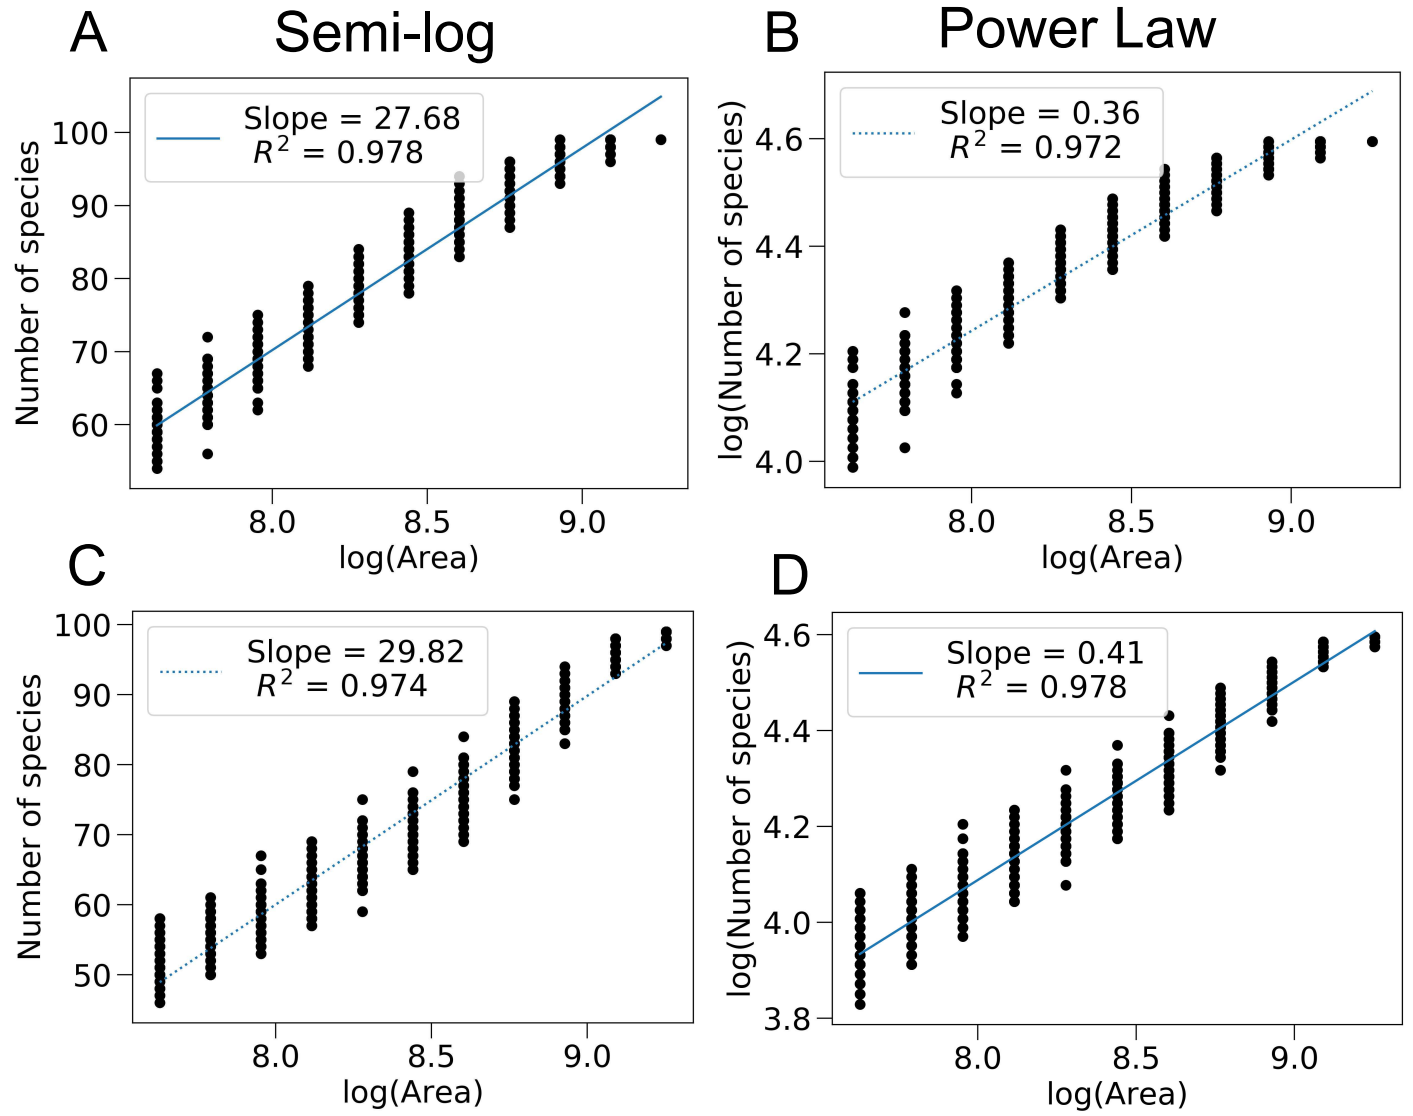 A
Semi-log
B
Power Law
Slope = 27.68
R² = 0.978
100
90
80
70
60
Number of species
8.0
8.5
9.0
log(Area)
Slope = 0.36
R² = 0.972
4.6
4.4
4.2
4.0
log(Number of species)
8.0
8.5
9.0
log(Area)
C
D
Slope = 29.82
R² = 0.974
100
90
80
70
60
50
Number of species
8.0
8.5
9.0
log(Area)
Slope = 0.41
R² = 0.978
4.6
4.4
4.2
4.0
3.8
log(Number of species)
8.0
8.5
9.0
log(Area)